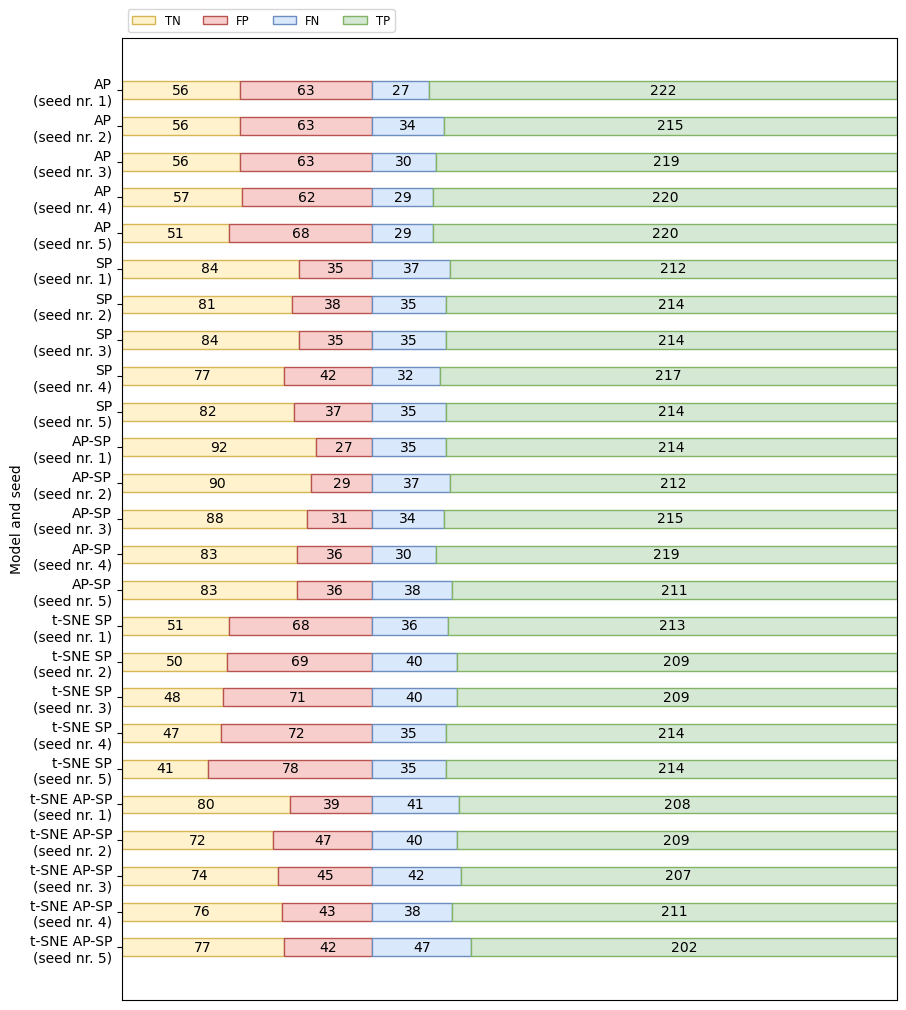 TN FP FN TP
AP
(seed nr. 1)
56 63 27 222
AP
(seed nr. 2)
56 63 34 215
AP
(seed nr. 3)
56 63 30 219
AP
(seed nr. 4)
57 62 29 220
AP
(seed nr. 5)
51 68 29 220
SP
(seed nr. 1)
84 35 37 212
SP
(seed nr. 2)
81 38 35 214
SP
(seed nr. 3)
84 35 35 214
SP
(seed nr. 4)
77 42 32 217
SP
(seed nr. 5)
82 37 35 214
AP-SP
(seed nr. 1)
92 27 35 214
AP-SP
(seed nr. 2)
90 29 37 212
AP-SP
(seed nr. 3)
88 31 34 215
AP-SP
(seed nr. 4)
83 36 30 219
AP-SP
(seed nr. 5)
83 36 38 211
t-SNE SP
(seed nr. 1)
51 68 36 213
t-SNE SP
(seed nr. 2)
50 69 40 209
t-SNE SP
(seed nr. 3)
48 71 40 209
t-SNE SP
(seed nr. 4)
47 72 35 214
t-SNE SP
(seed nr. 5)
41 78 35 214
t-SNE AP-SP
(seed nr. 1)
80 39 41 208
t-SNE AP-SP
(seed nr. 2)
72 47 40 209
t-SNE AP-SP
(seed nr. 3)
74 45 42 207
t-SNE AP-SP
(seed nr. 4)
76 43 38 211
t-SNE AP-SP
(seed nr. 5)
77 42 47 202
Model and seed